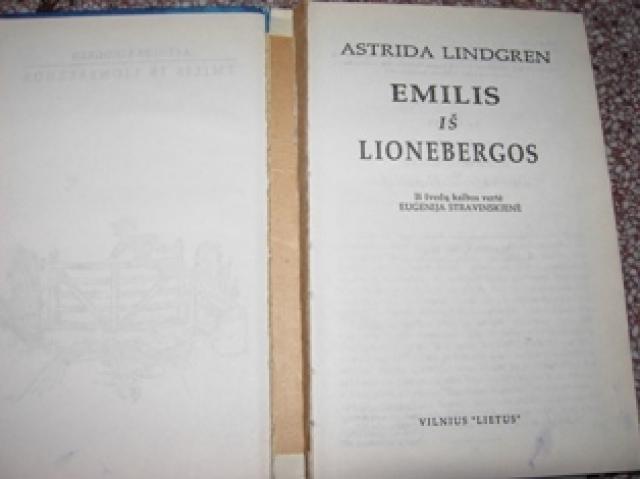 ASTRIDA LINDGREN
EMILIS
IŠ
LIONEBERGOS
Iš švedų kalbos vertė
EUGENIJA STRAVINSKIENĖ
VILNIUS "LIETUS"